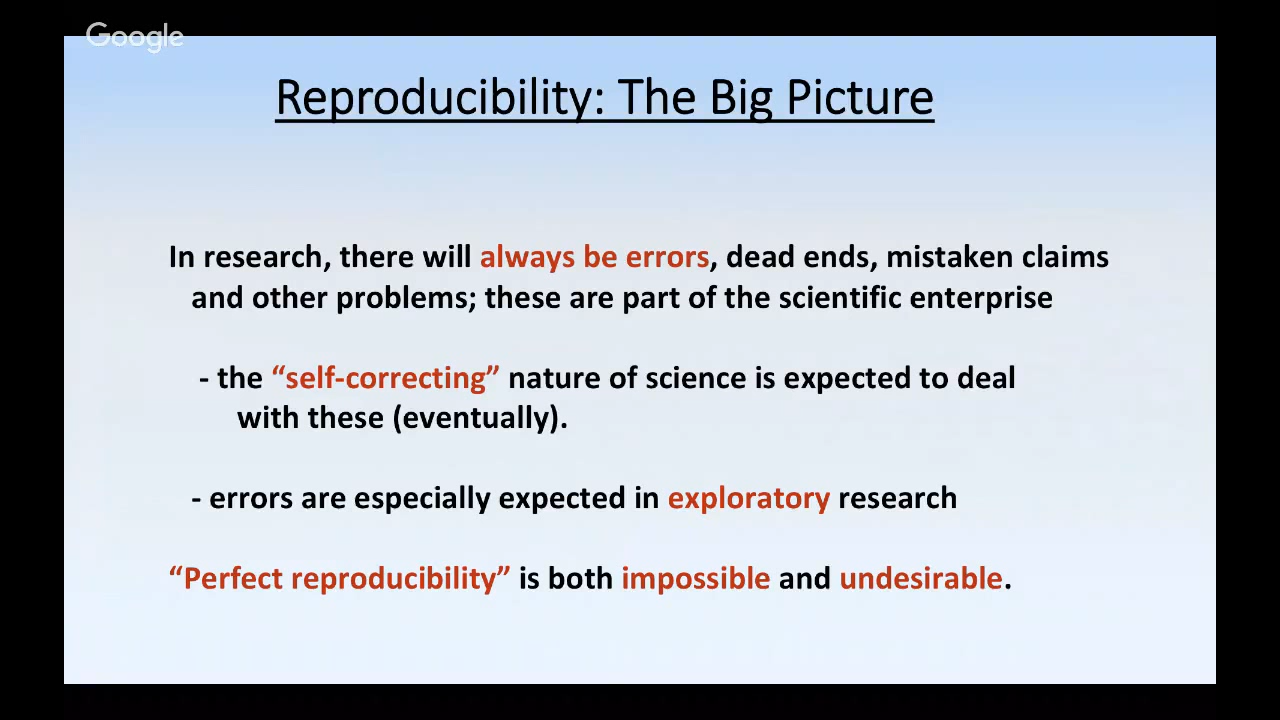 Google
Reproducibility: The Big Picture
In research, there will always be errors, dead ends, mistaken claims
and other problems; these are part of the scientific enterprise
- the “self-correcting” nature of science is expected to deal
with these (eventually).
- errors are especially expected in exploratory research
“Perfect reproducibility” is both impossible and undesirable.